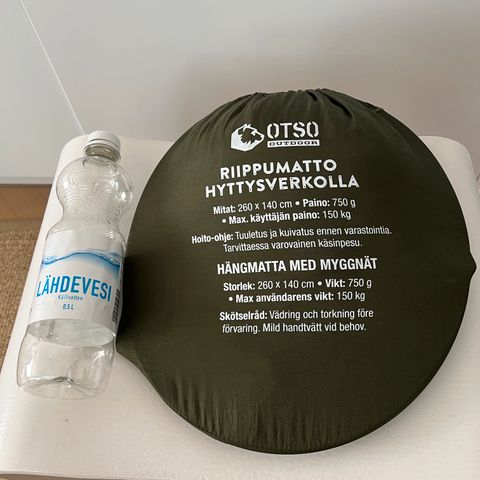 LÄHDEVESI
Källvatten
0.5 L
OTSO
OUTDOOR
RIIPPUMATTO
HYTTYSVERKOLLA
Mitat: 260 x 140 cm • Paino: 750 g
• Max. käyttäjän paino: 150 kg
Hoito-ohje: Tuuletus ja kuivatus ennen varastointia.
Tarvittaessa varovainen käsinpesu.
HÄNGMATTA MED MYGGNÄT
Storlek: 260 x 140 cm • Vikt: 750 g
• Max användarens vikt: 150 kg
Skötselråd: Vädring och torkning före
förvaring. Mild handtvätt vid behov.